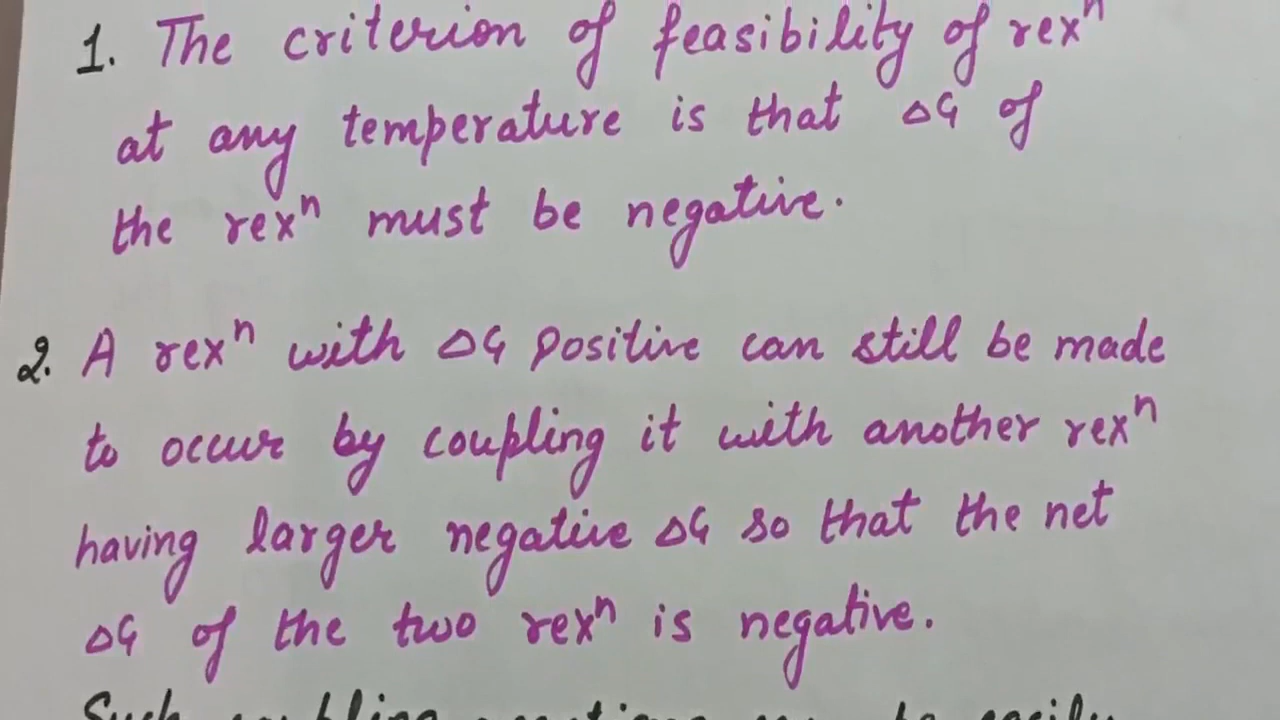 1. The criterion of feasibility of rexⁿ
at any temperature is that ΔG of
the rexⁿ must be negative.
2. A rexⁿ with ΔG positive can still be made
to occur by coupling it with another rexⁿ
having larger negative ΔG so that the net
ΔG of the two rexⁿ is negative.
Such coupling